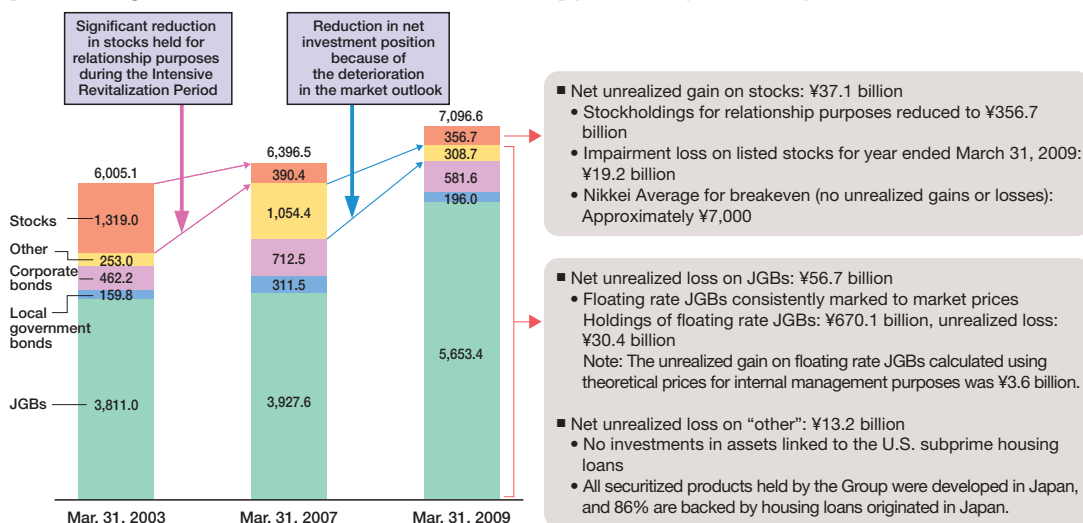 Significant reduction
in stocks held for
relationship purposes
during the Intensive
Revitalization Period
Reduction in net
investment position
because of
the deterioration
in the market outlook
6,005.1
6,396.5
7,096.6
Stocks
1,319.0
390.4
356.7
Other
253.0
1,054.4
308.7
Corporate
bonds
462.2
712.5
581.6
Local
government
bonds
159.8
311.5
196.0
JGBs
3,811.0
3,927.6
5,653.4
Mar. 31, 2003
Mar. 31, 2007
Mar. 31, 2009
■ Net unrealized gain on stocks: ¥37.1 billion
• Stockholdings for relationship purposes reduced to ¥356.7
billion
• Impairment loss on listed stocks for year ended March 31, 2009:
¥19.2 billion
• Nikkei Average for breakeven (no unrealized gains or losses):
Approximately ¥7,000
■ Net unrealized loss on JGBs: ¥56.7 billion
• Floating rate JGBs consistently marked to market prices
Holdings of floating rate JGBs: ¥670.1 billion, unrealized loss:
¥30.4 billion
Note: The unrealized gain on floating rate JGBs calculated using
theoretical prices for internal management purposes was ¥3.6 billion.
■ Net unrealized loss on “other”: ¥13.2 billion
• No investments in assets linked to the U.S. subprime housing
loans
• All securitized products held by the Group were developed in Japan,
and 86% are backed by housing loans originated in Japan.